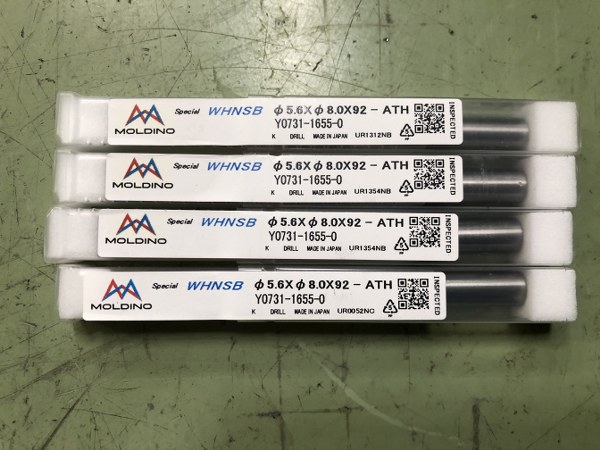 MOLDINO
Special WHNSB φ5.6Xφ8.0X92-ATH
Y0731-1655-0
K DRILL MADE IN JAPAN UR1312NB
INSPECTED
MOLDINO
Special WHNSB φ5.6Xφ8.0X92-ATH
Y0731-1655-0
K DRILL MADE IN JAPAN UR1354NB
INSPECTED
MOLDINO
Special WHNSB φ5.6Xφ8.0X92-ATH
Y0731-1655-0
K DRILL MADE IN JAPAN UR1354NB
INSPECTED
MOLDINO
Special WHNSB φ5.6Xφ8.0X92-ATH
Y0731-1655-0
K DRILL MADE IN JAPAN UR0052NC
INSPECTED